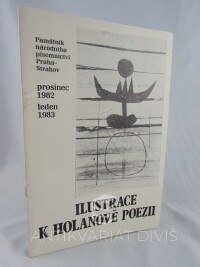 Památník
národního
písemnictví
Praha-
Strahov
prosinec
1982
leden
1983
ILUSTRACE
K HOLANOVĚ POEZII
ANTIKVARIÁT DIVIŠ